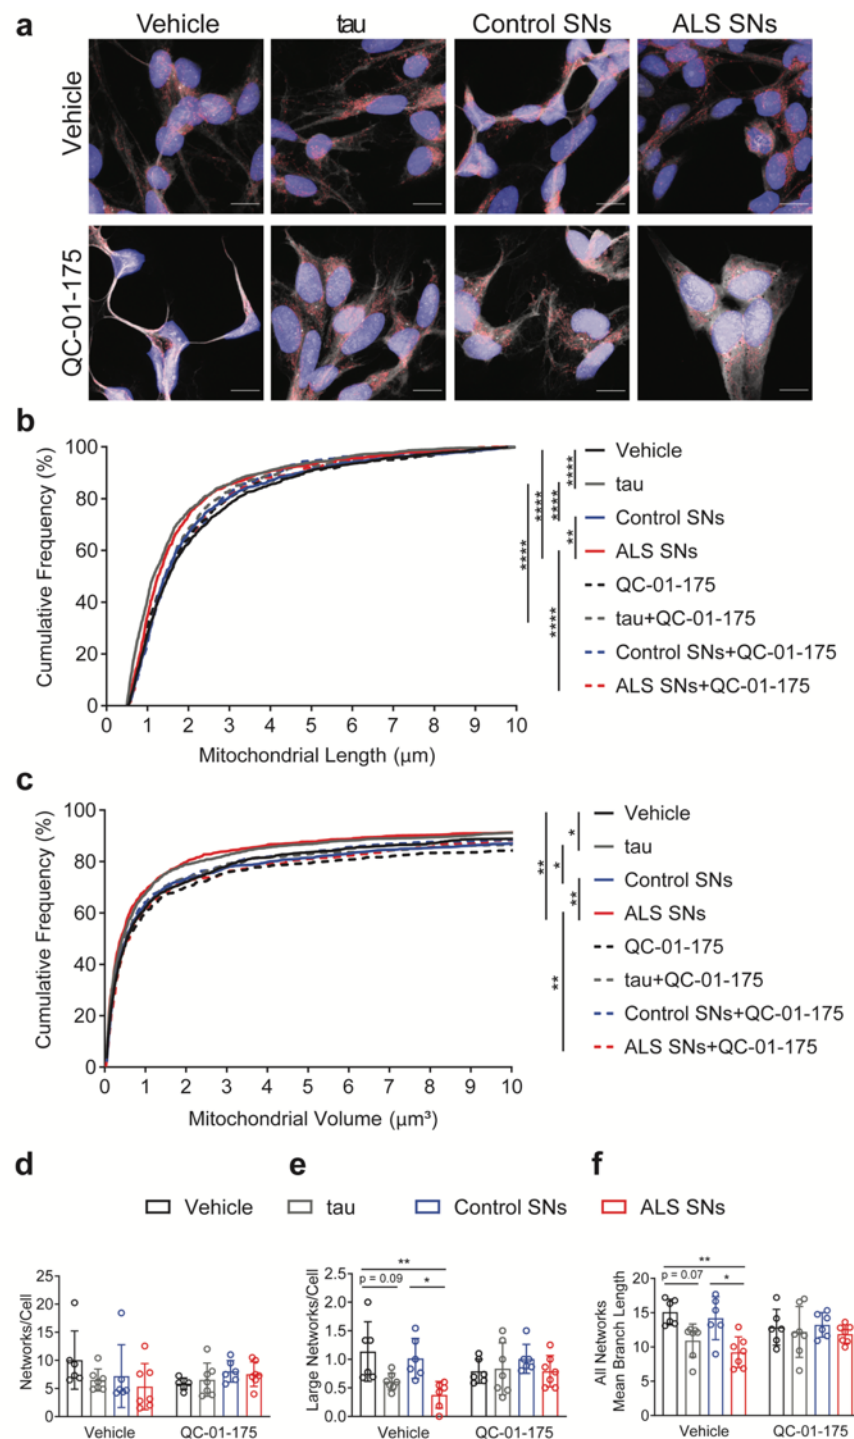 a
Vehicle tau Control SNs ALS SNs
Vehicle
QC-01-175
b
Cumulative Frequency (%)
100
80
60
40
20
0
0 1 2 3 4 5 6 7 8 9 10
Mitochondrial Length (µm)
**** **** **** **** ** ****
Vehicle
tau
Control SNs
ALS SNs
QC-01-175
tau+QC-01-175
Control SNs+QC-01-175
ALS SNs+QC-01-175
c
Cumulative Frequency (%)
100
80
60
40
20
0
0 1 2 3 4 5 6 7 8 9 10
Mitochondrial Volume (µm³)
** * * ** **
Vehicle
tau
Control SNs
ALS SNs
QC-01-175
tau+QC-01-175
Control SNs+QC-01-175
ALS SNs+QC-01-175
d e f
Vehicle tau Control SNs ALS SNs
Networks/Cell
25
20
15
10
5
0
Vehicle QC-01-175
Large Networks/Cell
2.5
2.0
1.5
1.0
0.5
0.0
**
p = 0.09 *
Vehicle QC-01-175
All Networks
Mean Branch Length
20
15
10
5
0
**
p = 0.07 *
Vehicle QC-01-175